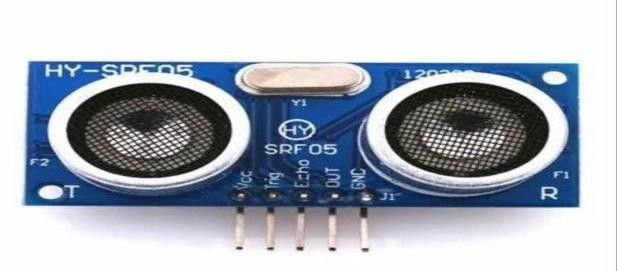 HY-SRF05
Y1
HY
SRF05
F2
F1
Vcc
Trig
Echo
OUT
GND
J1
T
R